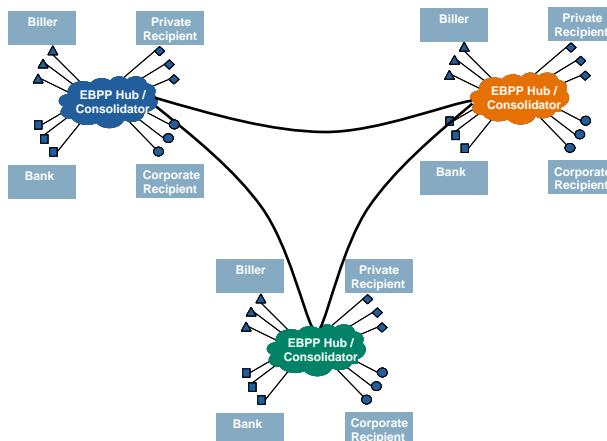 Biller
Private
Recipient
EBPP Hub /
Consolidator
Bank
Corporate
Recipient
Biller
Private
Recipient
EBPP Hub /
Consolidator
Bank
Corporate
Recipient
Biller
Private
Recipient
EBPP Hub /
Consolidator
Bank
Corporate
Recipient